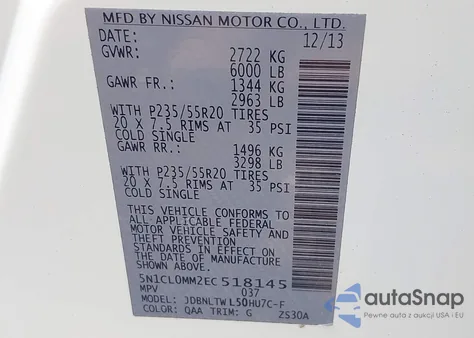 MFD BY NISSAN MOTOR CO., LTD.
DATE: 12/13
GVWR: 2722 KG
6000 LB
GAWR FR.: 1344 KG
2963 LB
WITH P235/55R20 TIRES
20 X 7.5 RIMS AT 35 PSI
COLD SINGLE
GAWR RR.: 1496 KG
3298 LB
WITH P235/55R20 TIRES
20 X 7.5 RIMS AT 35 PSI
COLD SINGLE
THIS VEHICLE CONFORMS TO
ALL APPLICABLE FEDERAL
MOTOR VEHICLE SAFETY AND
THEFT PREVENTION
STANDARDS IN EFFECT ON
THE DATE OF MANUFACTURE
SHOWN ABOVE.
5N1CL0MM2EC518145
MPV 037
MODEL: JDBNLTWL50HU7C-F
COLOR: QAA TRIM: G ZS30A
autaSnap
Pewne auta z aukcji USA i Kanady